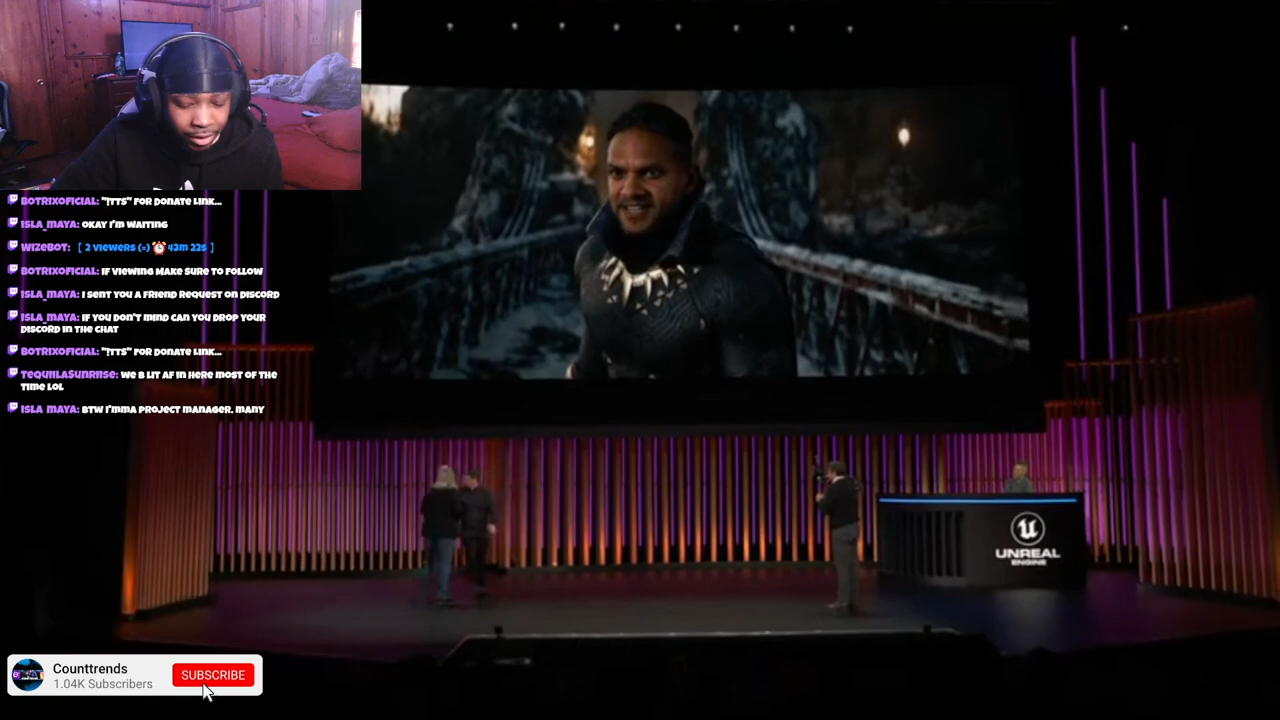 BOTRIXOFICIAL: "!TTS" FOR DONATE LINK...
ISLA_MAYA: OKAY I'M WAITING
WIZEBOT: [ 2 VIEWERS (=) ⏰ 43M 22S ]
BOTRIXOFICIAL: IF VIEWING MAKE SURE TO FOLLOW
ISLA_MAYA: I SENT YOU A FRIEND REQUEST ON DISCORD
ISLA_MAYA: IF YOU DON'T MIND CAN YOU DROP YOUR
DISCORD IN THE CHAT
BOTRIXOFICIAL: "!TTS" FOR DONATE LINK...
TEQUIILASUNRIISE: WE B LIT AF IN HERE MOST OF THE
TIME LOL
ISLA_MAYA: BTW I'MMA PROJECT MANAGER. MANY
UNREAL
ENGINE
Counttrends
1.04K Subscribers
SUBSCRIBE